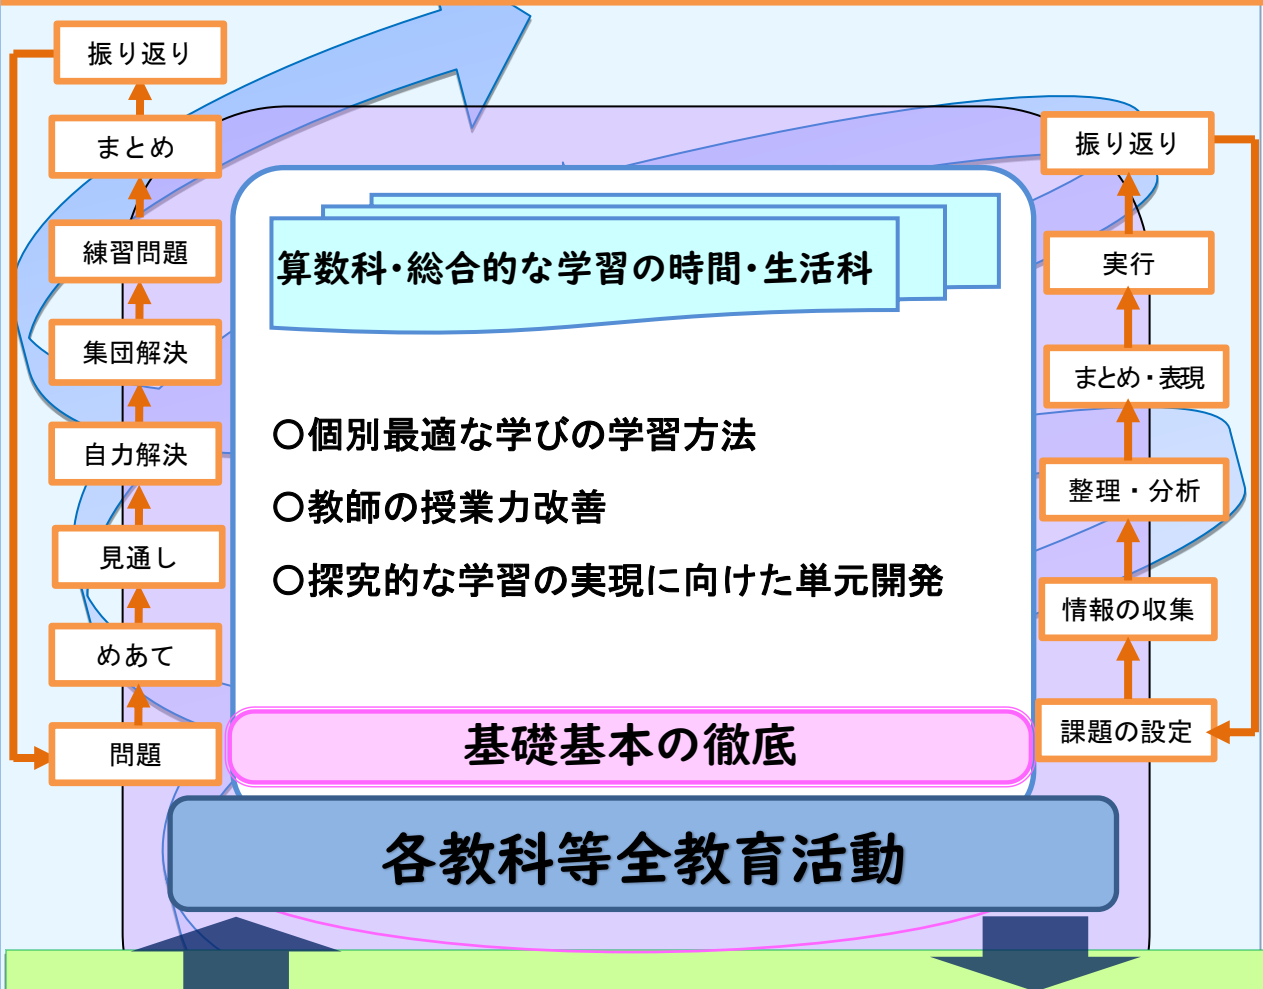 振り返り
まとめ
練習問題
集団解決
自力解決
見通し
めあて
問題
算数科・総合的な学習の時間・生活科
○個別最適な学びの学習方法
○教師の授業力改善
○探究的な学習の実現に向けた単元開発
基礎基本の徹底
各教科等全教育活動
振り返り
実行
まとめ・表現
整理・分析
情報の収集
課題の設定